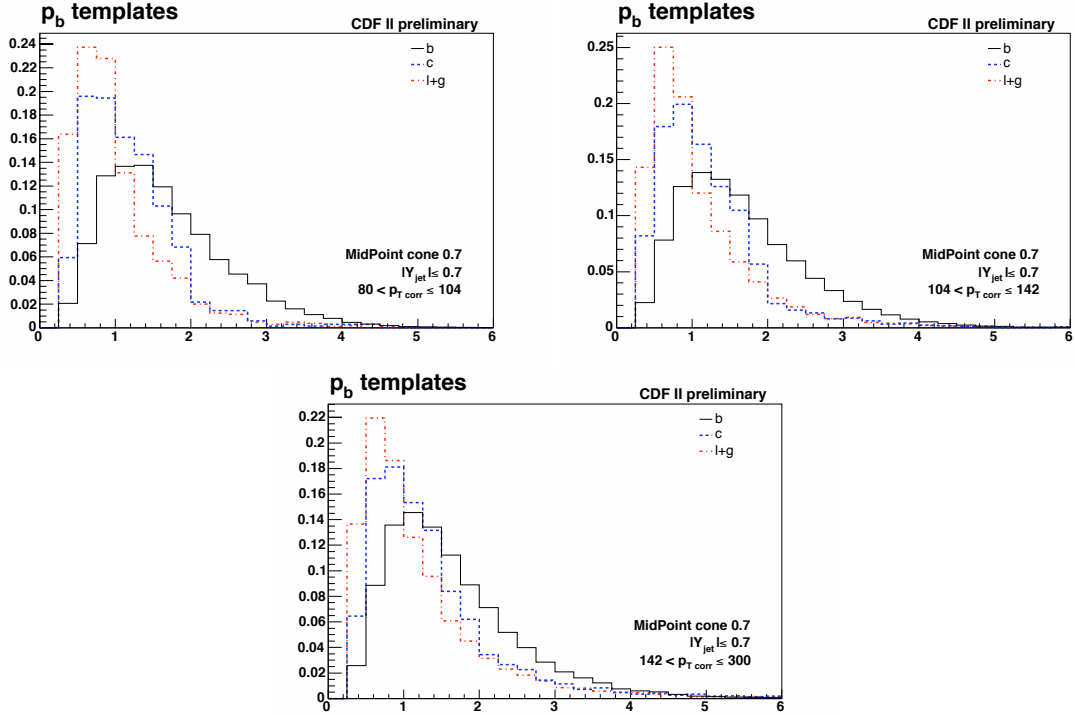 p_b templates
CDF II preliminary
b
c
l+g
0.24
0.22
0.2
0.18
0.16
0.14
0.12
0.1
0.08
0.06
0.04
0.02
0
MidPoint cone 0.7
|Y_jet|≤ 0.7
80 < p_T corr ≤ 104
0 1 2 3 4 5 6
p_b templates
CDF II preliminary
b
c
l+g
0.25
0.2
0.15
0.1
0.05
0
MidPoint cone 0.7
|Y_jet|≤ 0.7
104 < p_T corr ≤ 142
0 1 2 3 4 5 6
p_b templates
CDF II preliminary
b
c
l+g
0.22
0.2
0.18
0.16
0.14
0.12
0.1
0.08
0.06
0.04
0.02
0
MidPoint cone 0.7
|Y_jet|≤ 0.7
142 < p_T corr ≤ 300
0 1 2 3 4 5 6